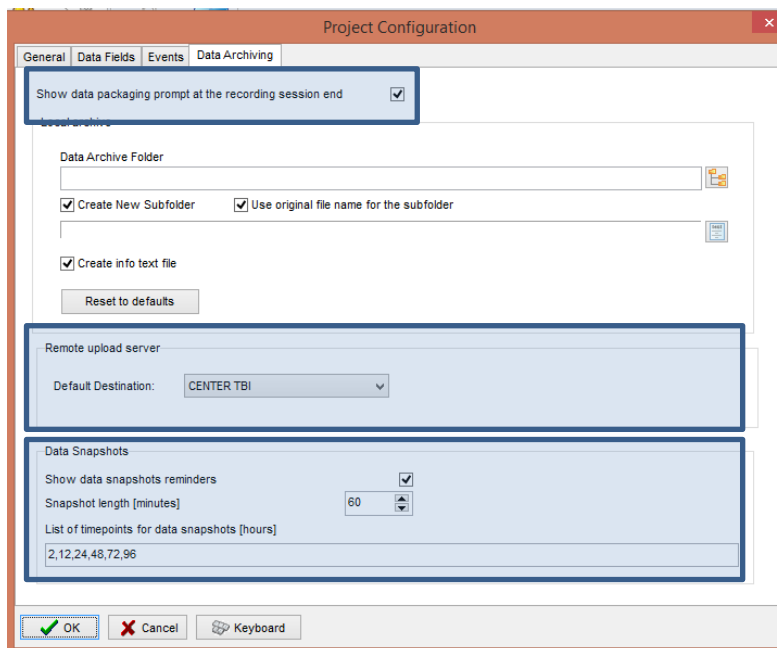 Project Configuration
General Data Fields Events Data Archiving
Show data packaging prompt at the recording session end
Local archive
Data Archive Folder
Create New Subfolder Use original file name for the subfolder
Create info text file
Reset to defaults
Remote upload server
Default Destination: CENTER TBI
Data Snapshots
Show data snapshots reminders
Snapshot length [minutes] 60
List of timepoints for data snapshots [hours]
2,12,24,48,72,96
OK Cancel Keyboard